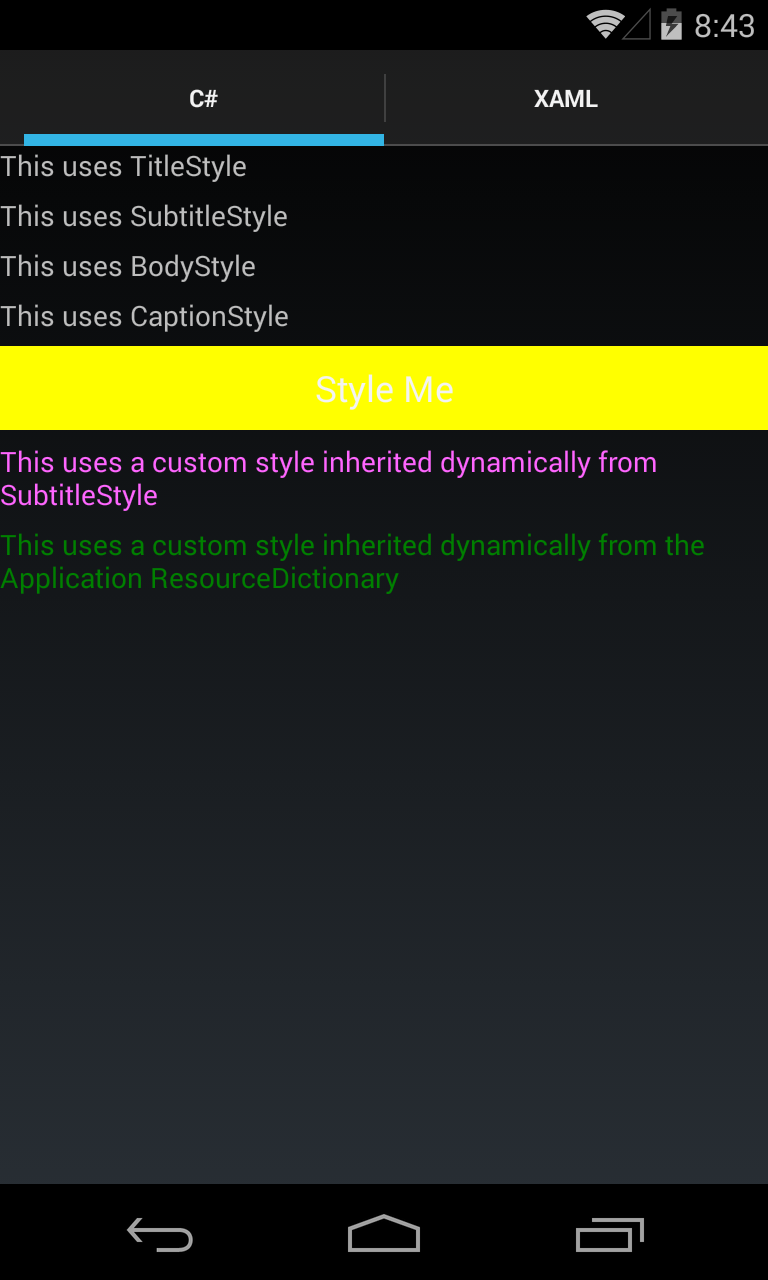 8:43
C#
XAML
This uses TitleStyle
This uses SubtitleStyle
This uses BodyStyle
This uses CaptionStyle
Style Me
This uses a custom style inherited dynamically from
SubtitleStyle
This uses a custom style inherited dynamically from the
Application ResourceDictionary